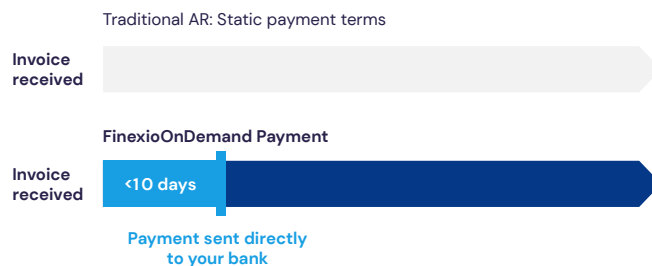 Traditional AR: Static payment terms
Invoice
received
FinexioOnDemand Payment
Invoice
received
<10 days
Payment sent directly
to your bank